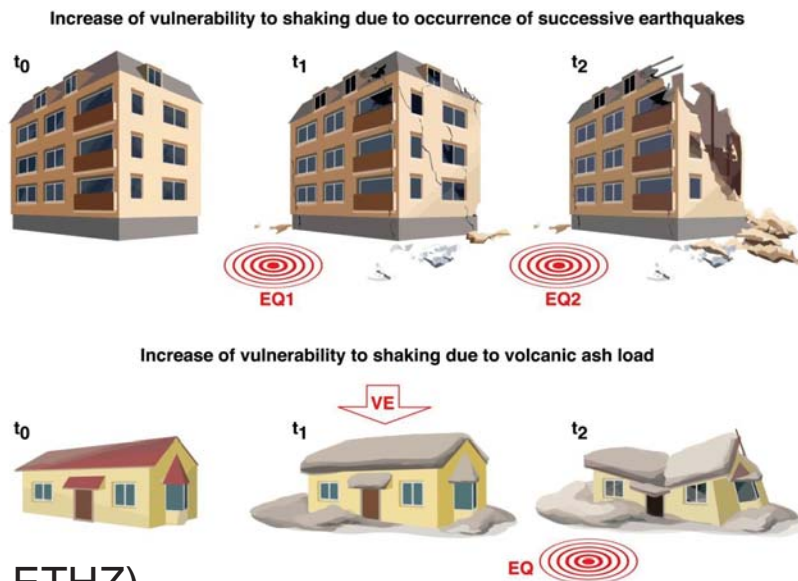 Increase of vulnerability to shaking due to occurrence of successive earthquakes
t0 t1 t2
EQ1 EQ2
Increase of vulnerability to shaking due to volcanic ash load
VE
t0 t1 t2
EQ
ETHZ)